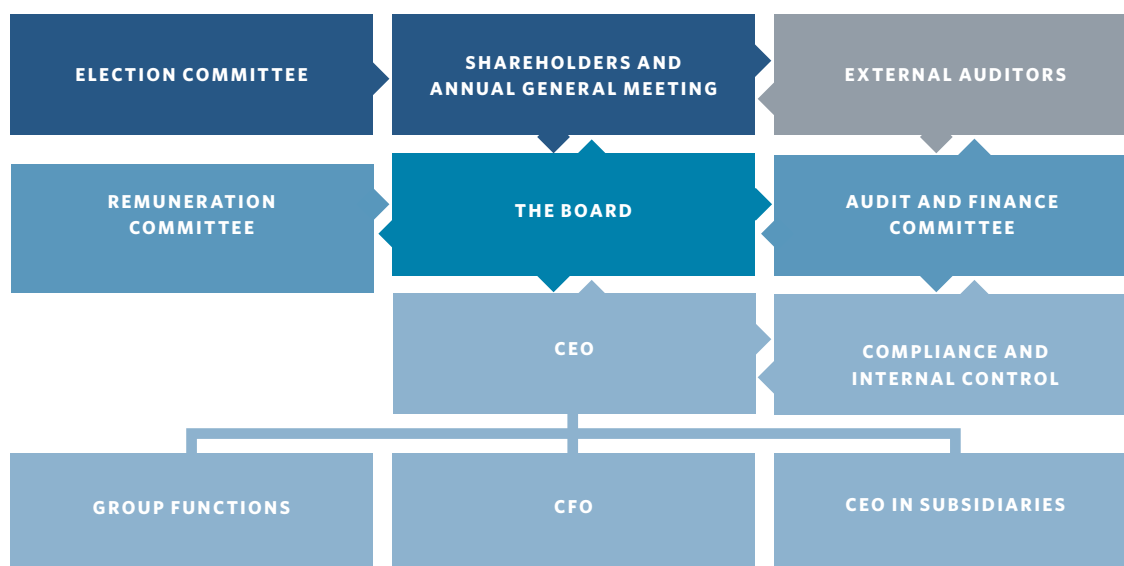 ELECTION COMMITTEE
SHAREHOLDERS AND
ANNUAL GENERAL MEETING
EXTERNAL AUDITORS
REMUNERATION
COMMITTEE
THE BOARD
AUDIT AND FINANCE
COMMITTEE
CEO
COMPLIANCE AND
INTERNAL CONTROL
GROUP FUNCTIONS
CFO
CEO IN SUBSIDIARIES